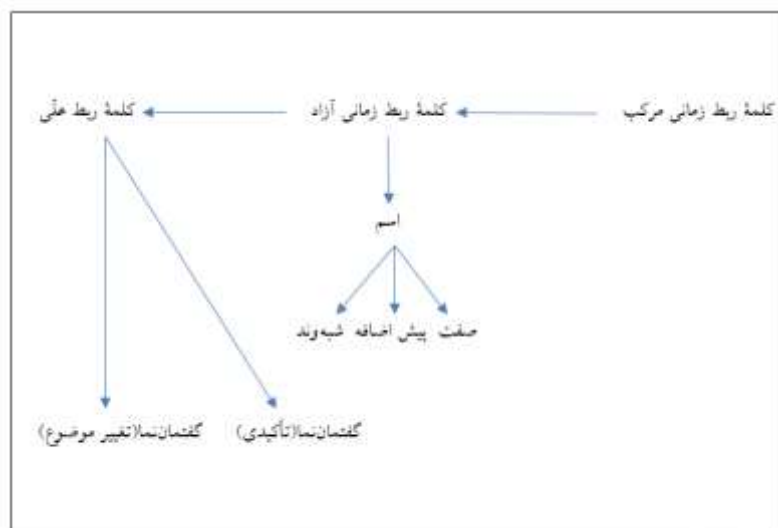 کلمهٔ ربط زمانی مرکب کلمهٔ ربط زمانی آزاد کلمهٔ ربط علّی
اسم
صفت پیش اضافه شبه‌وند
گفتمان‌نما(تأکیدی) گفتمان‌نما(تغییر موضوع)